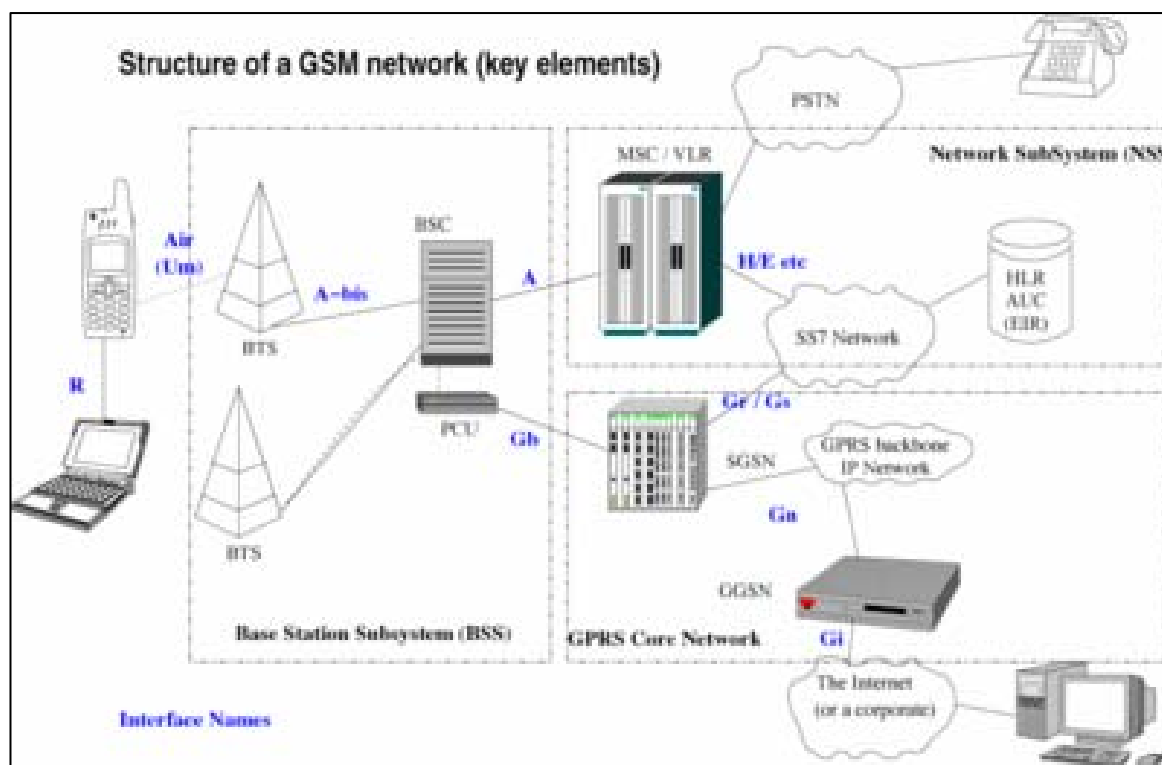 Structure of a GSM network (key elements)
PSTN
MSC / VLR
Network SubSystem (NSS
BSC
Air
(Um)
A-bis
A
H/E etc
HLR
AUC
(EIR)
BTS
SS7 Network
R
PCU
Gb
Gr / Gs
SGSN
GPRS backbone
IP Network
Gn
BTS
GGSN
Base Station Subsystem (BSS)
GPRS Core Network
Gi
The Internet
(or a corporate)
Interface Names